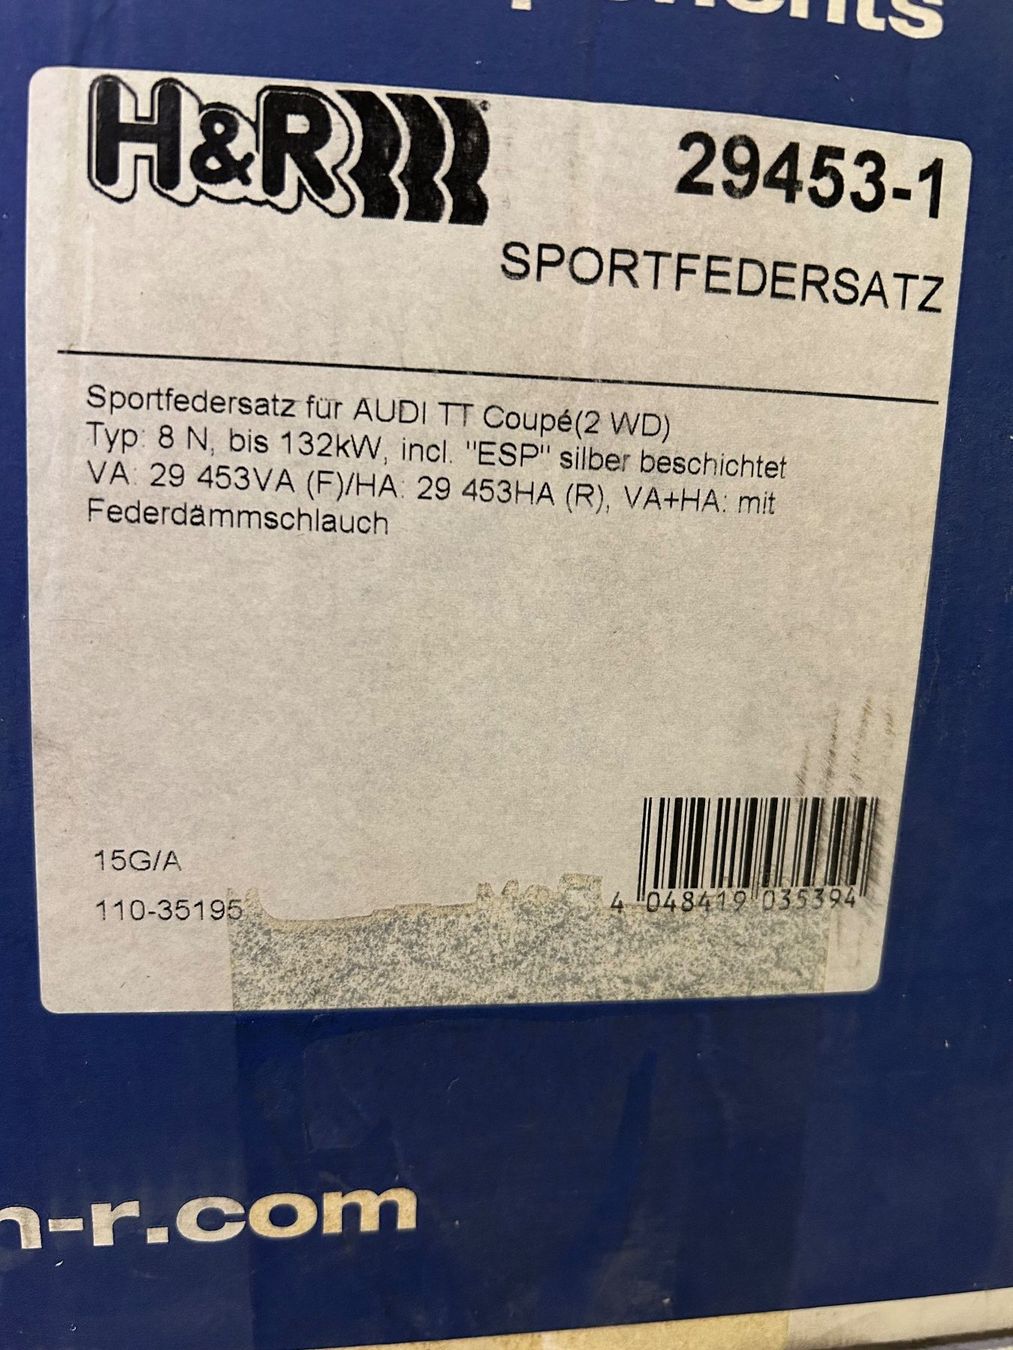 H&R
29453-1
SPORTFEDERSATZ
Sportfedersatz für AUDI TT Coupé(2 WD)
Typ: 8 N, bis 132kW, incl. "ESP" silber beschichtet
VA: 29 453VA (F)/HA: 29 453HA (R), VA+HA: mit
Federdämmschlauch
15G/A
110-35195
4 048419 035394
-r.com